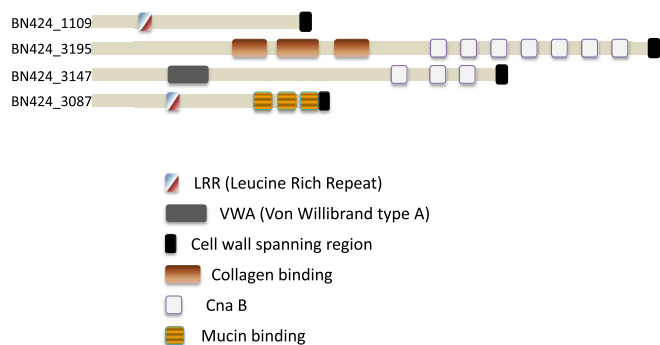 BN424_1109
BN424_3195
BN424_3147
BN424_3087
LRR (Leucine Rich Repeat)
VWA (Von Willibrand type A)
Cell wall spanning region
Collagen binding
Cna B
Mucin binding